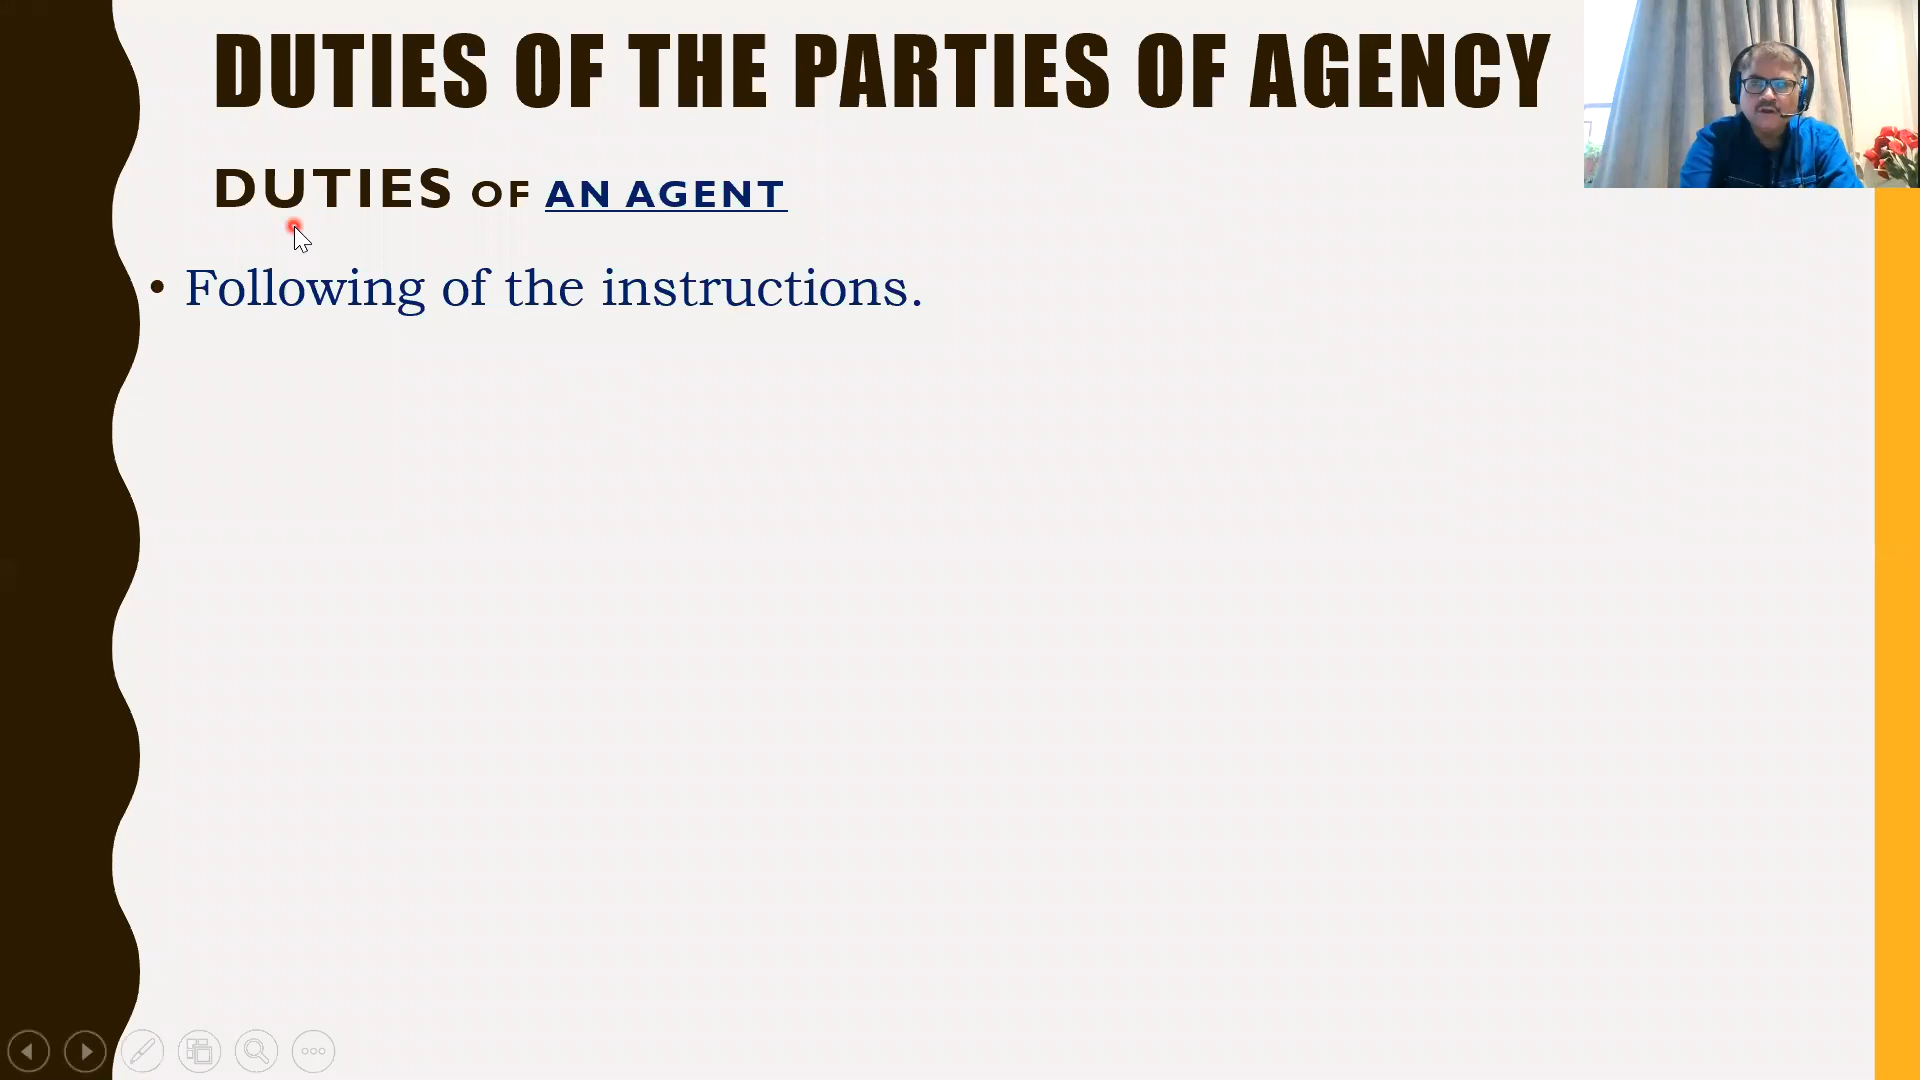 DUTIES OF THE PARTIES OF AGENCY
DUTIES OF AN AGENT
• Following of the instructions.